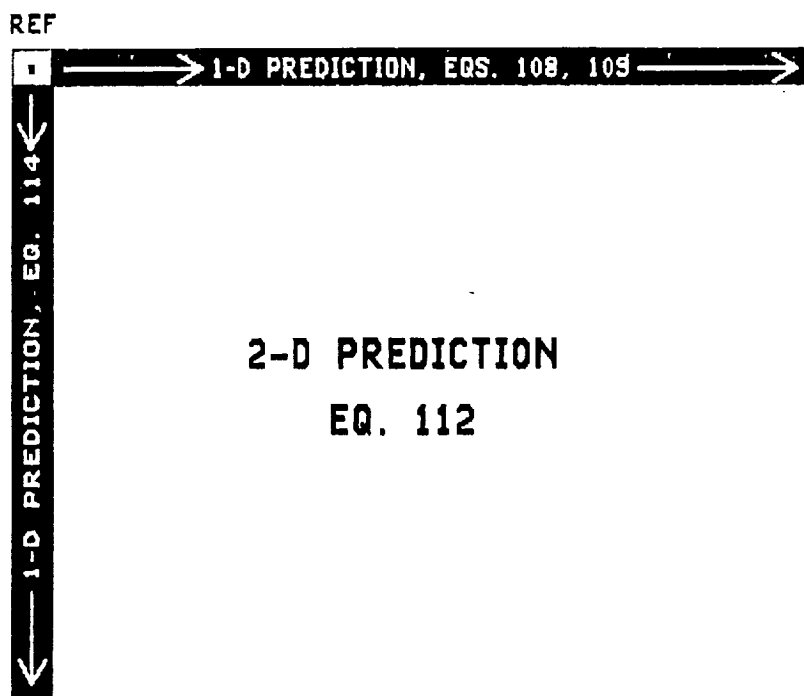 REF
1-D PREDICTION, EQS. 108, 109
1-D PREDICTION, EQ. 114
2-D PREDICTION
EQ. 112